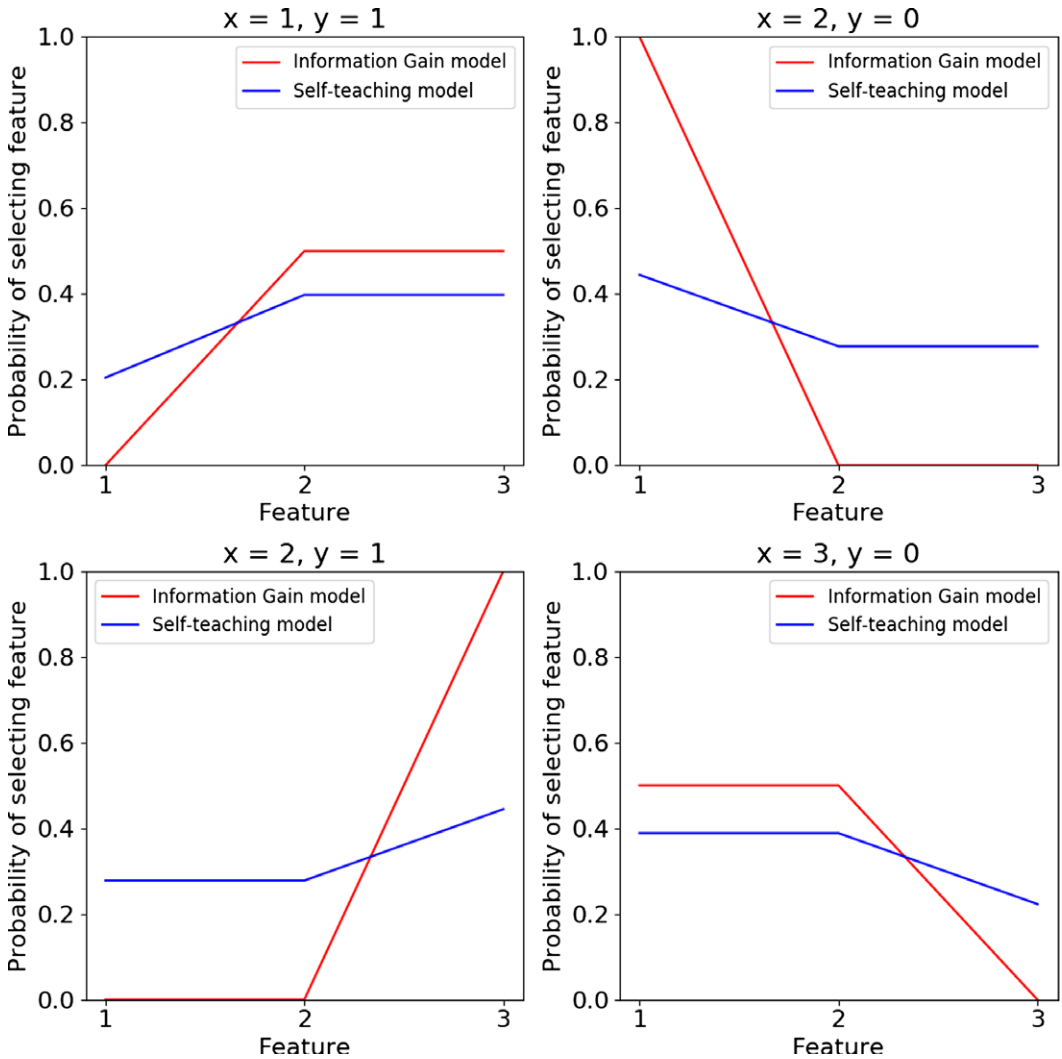 x = 1, y = 1
1.0
0.8
0.6
0.4
0.2
0.0
Probability of selecting feature
Information Gain model
Self-teaching model
1 2 3
Feature
x = 2, y = 0
1.0
0.8
0.6
0.4
0.2
0.0
Probability of selecting feature
Information Gain model
Self-teaching model
1 2 3
Feature
x = 2, y = 1
1.0
0.8
0.6
0.4
0.2
0.0
Probability of selecting feature
Information Gain model
Self-teaching model
1 2 3
Feature
x = 3, y = 0
1.0
0.8
0.6
0.4
0.2
0.0
Probability of selecting feature
Information Gain model
Self-teaching model
1 2 3
Feature